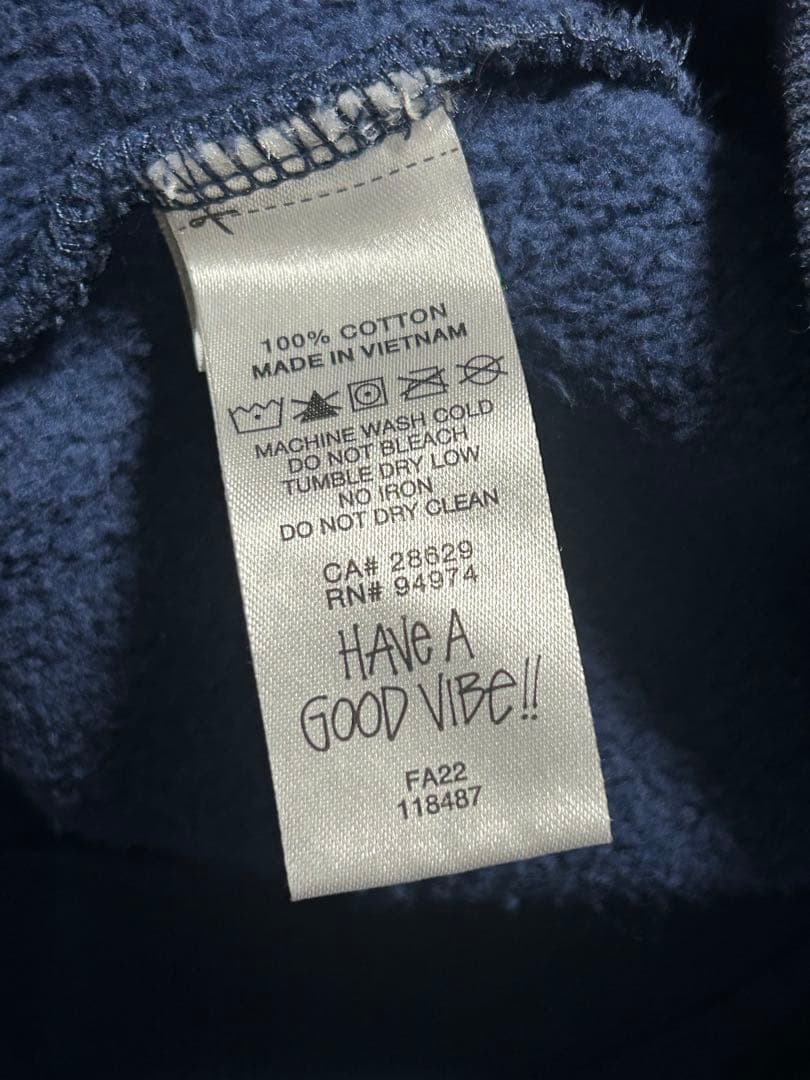 100% COTTON
MADE IN VIETNAM
MACHINE WASH COLD
DO NOT BLEACH
TUMBLE DRY LOW
NO IRON
DO NOT DRY CLEAN
CA# 28629
RN# 94974
HAVe A
GOOD VIBe!!
FA22
118487